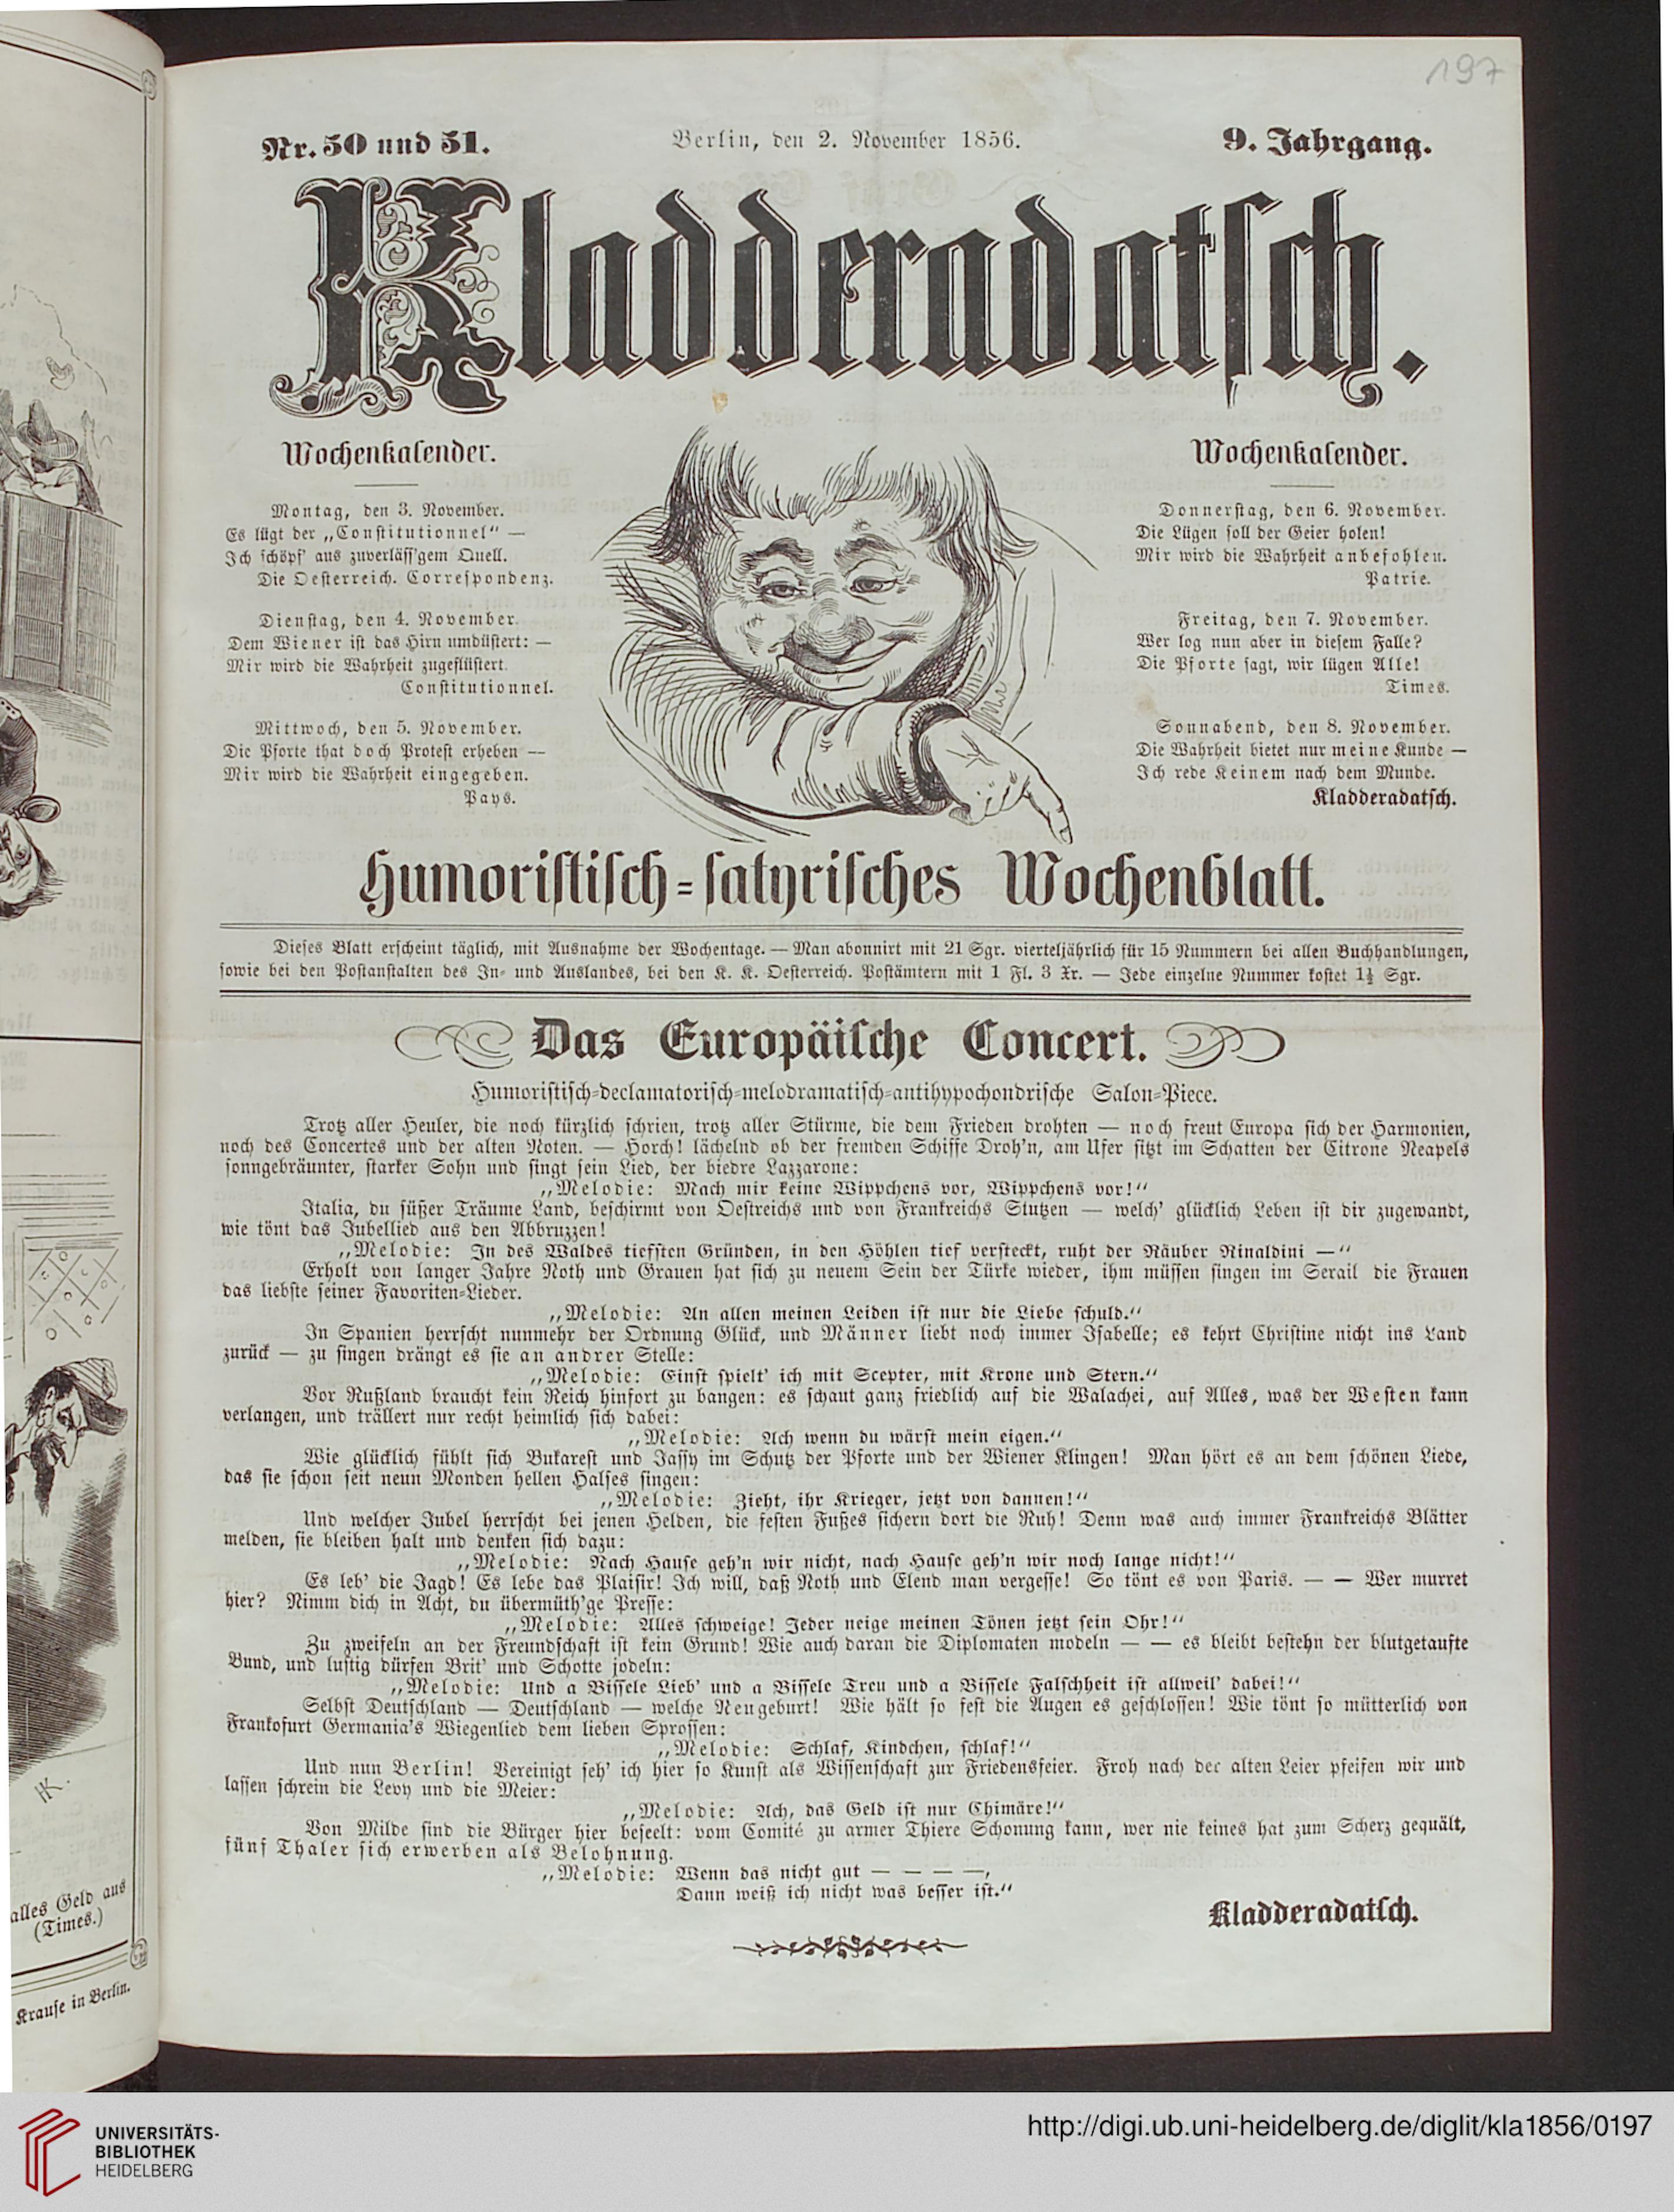 197
Nr. 50 und 51.
Berlin, den 2. November 1856.
9. Jahrgang.
Kladderadatsch.
Wochenkalender.
Montag, den 3. November.
Es lügt der „Constitutionnel“ —
Ich schöpf' aus zuverläss'gem Quell.
Die Oesterreich. Correspondenz.
Dienstag, den 4. November.
Dem Wiener ist das Hirn umdüstert: —
Mir wird die Wahrheit zugeflüstert.
Constitutionnel.
Mittwoch, den 5. November.
Die Pforte that doch Protest erheben —
Mir wird die Wahrheit eingegeben.
Pays.
Wochenkalender.
Donnerstag, den 6. November.
Die Lügen soll der Geier holen!
Mir wird die Wahrheit anbefohlen.
Patrie.
Freitag, den 7. November.
Wer log nun aber in diesem Falle?
Die Pforte sagt, wir lügen Alle!
Times.
Sonnabend, den 8. November.
Die Wahrheit bietet nur meine Kunde —
Ich rede Keinem nach dem Munde.
Kladderadatsch.
Humoristisch=satyrisches Wochenblatt.
Dieses Blatt erscheint täglich, mit Ausnahme der Wochentage. — Man abonnirt mit 21 Sgr. vierteljährlich für 15 Nummern bei allen Buchhandlungen,
sowie bei den Postanstalten des In- und Auslandes, bei den K. K. Oesterreich. Postämtern mit 1 Fl. 3 Xr. — Jede einzelne Nummer kostet 1½ Sgr.
Das Europäische Concert.
Humoristisch=declamatorisch=melodramatisch=antihypochondrische Salon=Piece.
Trotz aller Heuler, die noch kürzlich schrien, trotz aller Stürme, die dem Frieden drohten — noch freut Europa sich der Harmonien,
noch des Concertes und der alten Noten. — Horch! lächelnd ob der fremden Schiffe Droh'n, am Ufer sitzt im Schatten der Citrone Neapels
sonngebräunter, starker Sohn und singt sein Lied, der biedre Lazzarone:
„Melodie: Mach mir keine Wippchens vor, Wippchens vor!“
Italia, du süßer Träume Land, beschirmt von Oestreichs und von Frankreichs Stutzen — welch' glücklich Leben ist dir zugewandt,
wie tönt das Jubellied aus den Abbruzzen!
„Melodie: In des Waldes tiefsten Gründen, in den Höhlen tief versteckt, ruht der Räuber Rinaldini —“
Erholt von langer Jahre Noth und Grauen hat sich zu neuem Sein der Türke wieder, ihm müssen singen im Serail die Frauen
das liebste seiner Favoriten=Lieder.
„Melodie: An allen meinen Leiden ist nur die Liebe schuld.“
In Spanien herrscht nunmehr der Ordnung Glück, und Männer liebt noch immer Isabelle; es kehrt Christine nicht ins Land
zurück — zu singen drängt es sie an andrer Stelle:
„Melodie: Einst spielt' ich mit Scepter, mit Krone und Stern.“
Vor Rußland braucht kein Reich hinfort zu bangen: es schaut ganz friedlich auf die Walachei, auf Alles, was der Westen kann
verlangen, und trällert nur recht heimlich sich dabei:
„Melodie: Ach wenn du wärst mein eigen.“
Wie glücklich fühlt sich Bukarest und Jassy im Schutz der Pforte und der Wiener Klingen! Man hört es an dem schönen Liede,
das sie schon seit neun Monden hellen Halses singen:
„Melodie: Zieht, ihr Krieger, jetzt von dannen!“
Und welcher Jubel herrscht bei jenen Helden, die festen Fußes sichern dort die Ruh! Denn was auch immer Frankreichs Blätter
melden, sie bleiben halt und denken sich dazu:
„Melodie: Nach Hause geh'n wir nicht, nach Hause geh'n wir noch lange nicht!“
Es leb' die Jagd! Es lebe das Plaisir! Ich will, daß Noth und Elend man vergesse! So tönt es von Paris. — — Wer murret
hier? Nimm dich in Acht, du übermüth'ge Presse:
„Melodie: Alles schweige! Jeder neige meinen Tönen jetzt sein Ohr!“
Zu zweifeln an der Freundschaft ist kein Grund! Wie auch daran die Diplomaten modeln — — es bleibt bestehn der blutgetaufte
Bund, und lustig dürfen Brit' und Schotte jodeln:
„Melodie: Und a Bissele Lieb' und a Bissele Treu und a Bissele Falschheit ist allweil' dabei!“
Selbst Deutschland — Deutschland — welche Neugeburt! Wie hält so fest die Augen es geschlossen! Wie tönt so mütterlich von
Frankofurt Germania's Wiegenlied dem lieben Sprossen:
„Melodie: Schlaf, Kindchen, schlaf!“
Und nun Berlin! Vereinigt seh' ich hier so Kunst als Wissenschaft zur Friedensfeier. Froh nach der alten Leier pfeifen wir und
lassen schrein die Levy und die Meier:
„Melodie: Ach, das Geld ist nur Chimäre!“
Von Milde sind die Bürger hier beseelt: vom Comité zu armer Thiere Schonung kann, wer nie keines hat zum Scherz gequält,
fünf Thaler sich erwerben als Belohnung.
„Melodie: Wenn das nicht gut — — — —,
Dann weiß ich nicht was besser ist.“
Kladderadatsch.
HK.
alles Geld aus
(Times.)
Krause in Berlin.
UNIVERSITÄTS-
BIBLIOTHEK
HEIDELBERG
http://digi.ub.uni-heidelberg.de/diglit/kla1856/0197